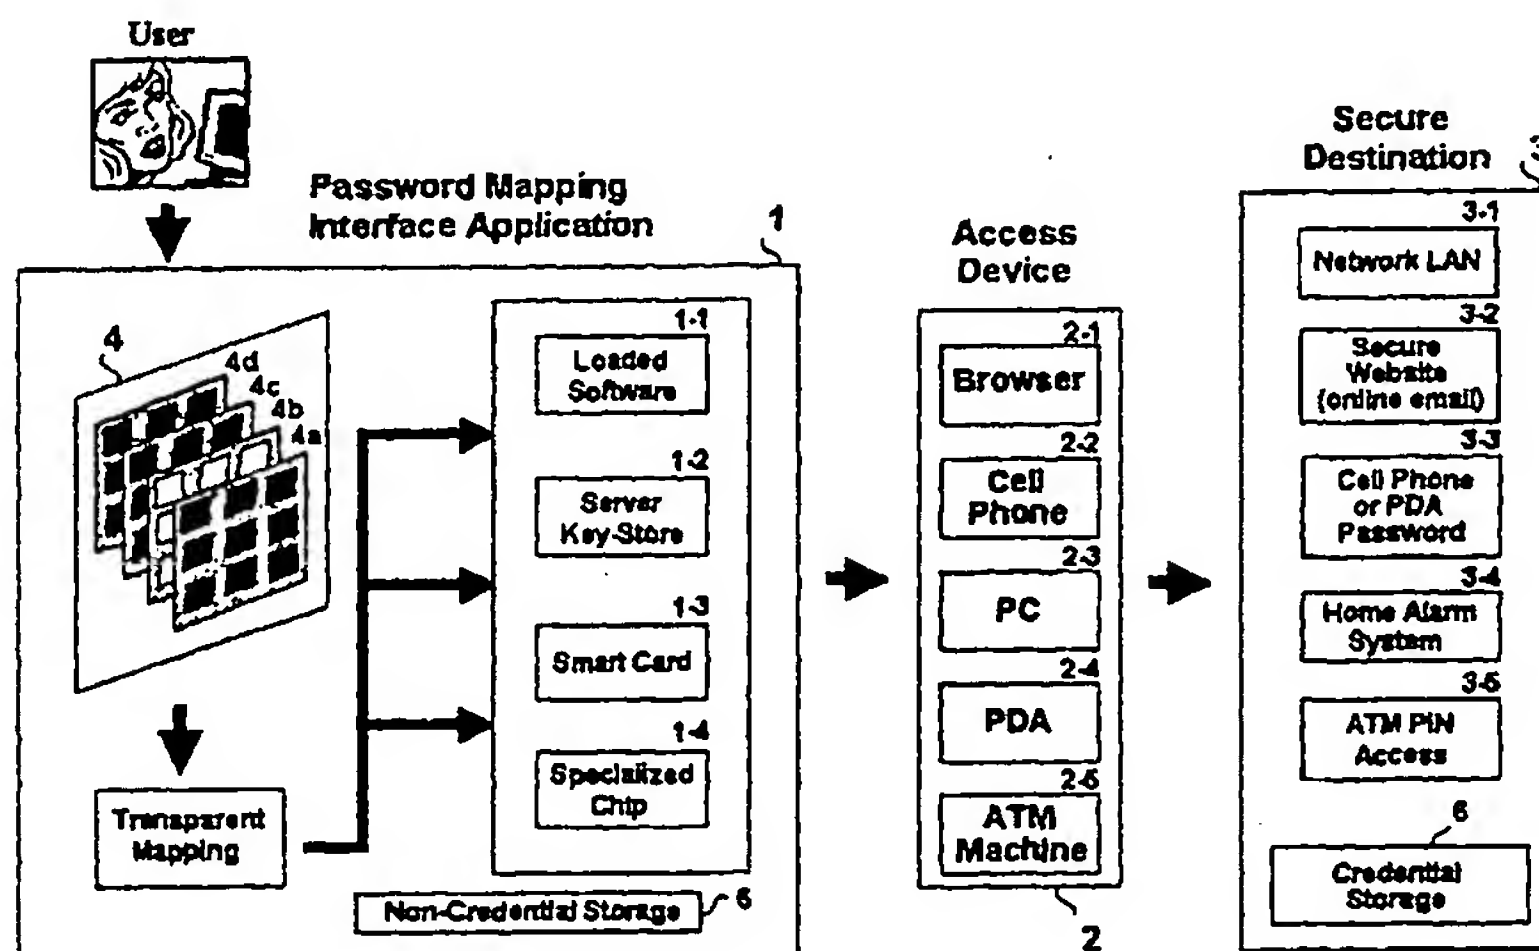 User
Password Mapping
Interface Application
1
4
4d
4c
4b
4a
Transparent
Mapping
1-1
Loaded
Software
1-2
Server
Key-Store
1-3
Smart Card
1-4
Specialized
Chip
Non-Credential Storage
5
Access
Device
2-1
Browser
2-2
Cell
Phone
2-3
PC
2-4
PDA
2-5
ATM
Machine
2
Secure
Destination
3
3-1
Network LAN
3-2
Secure
Website
(online email)
3-3
Cell Phone
or PDA
Password
3-4
Home Alarm
System
3-5
ATM PIN
Access
6
Credential
Storage